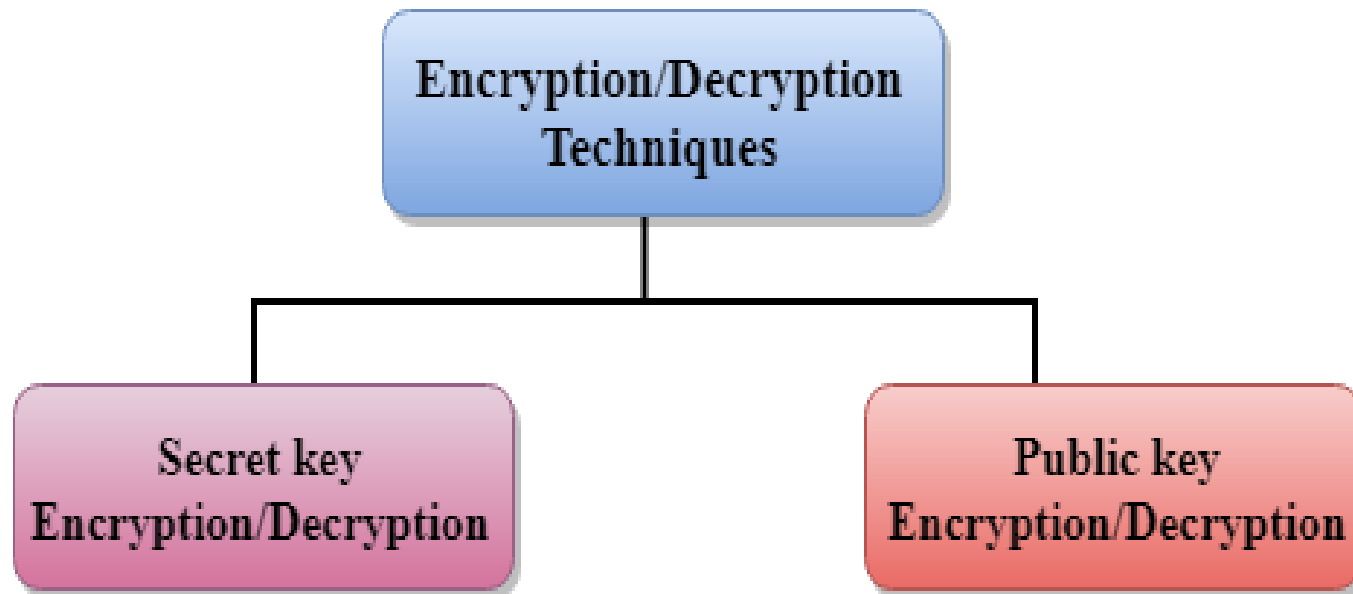 Encryption/Decryption
Techniques
Secret key
Encryption/Decryption
Public key
Encryption/Decryption